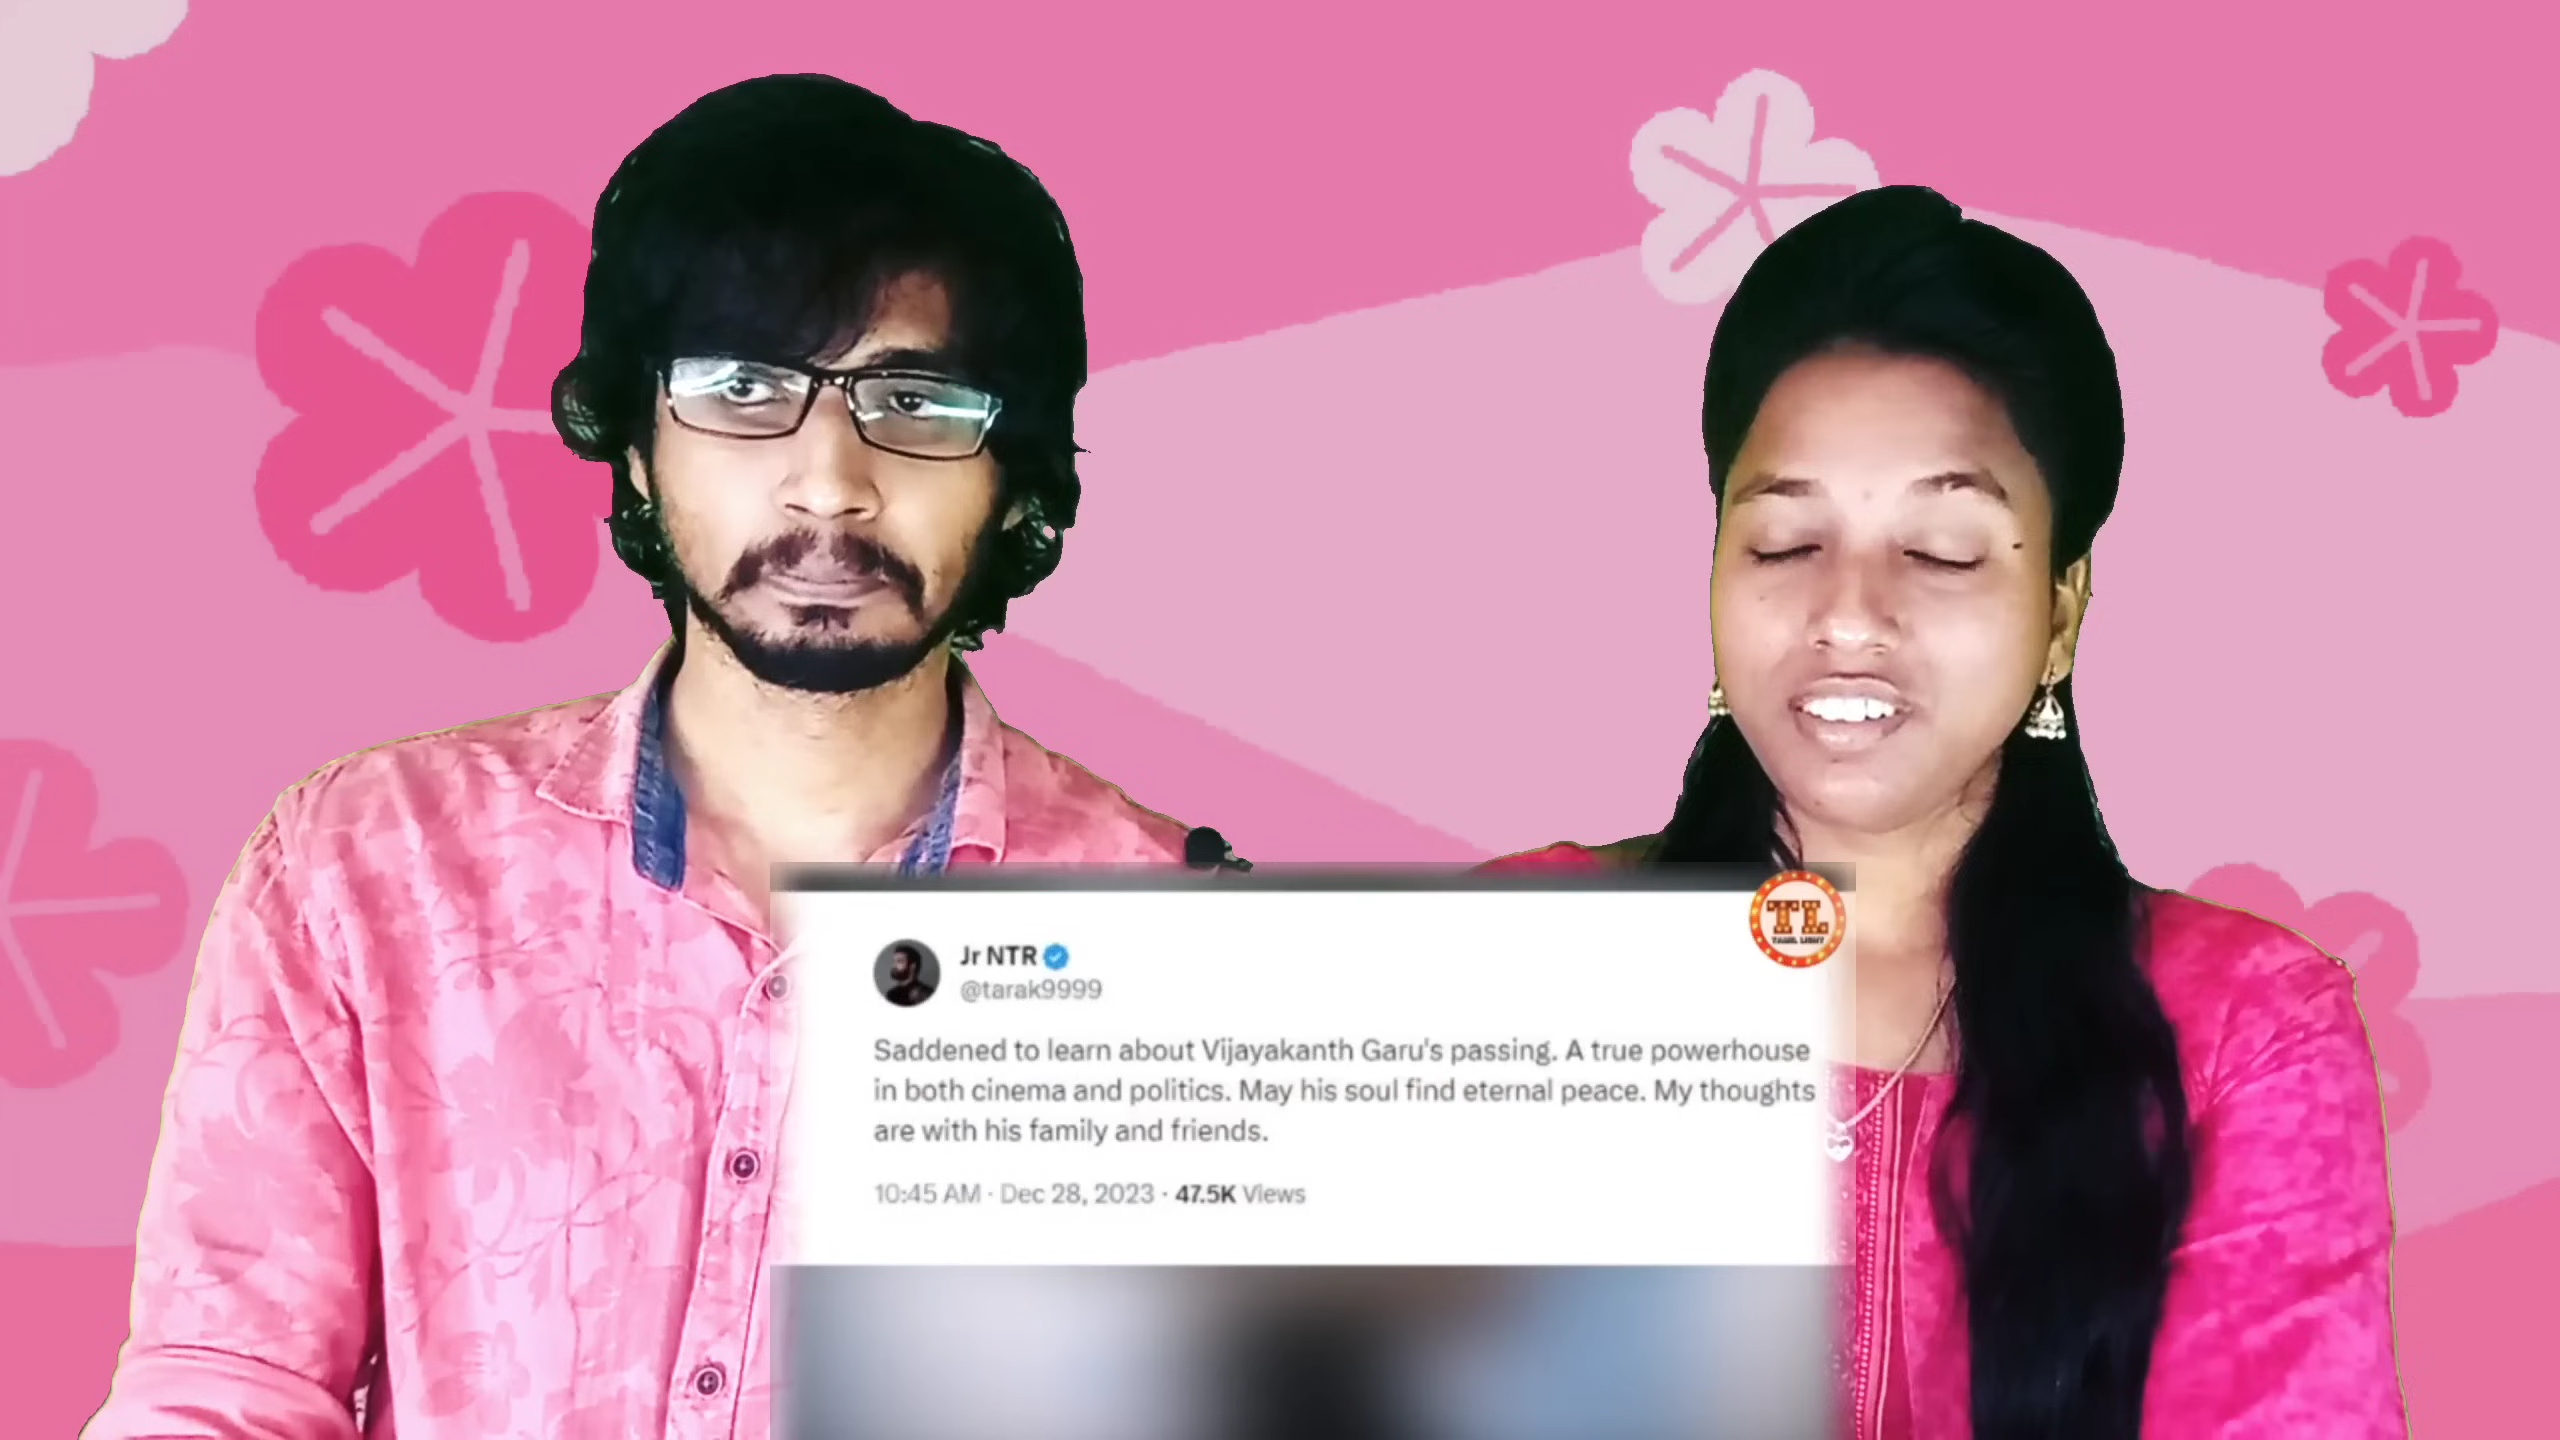 TL
TAMIL LIGHT
Jr NTR
@tarak9999
Saddened to learn about Vijayakanth Garu's passing. A true powerhouse
in both cinema and politics. May his soul find eternal peace. My thoughts
are with his family and friends.
10:45 AM · Dec 28, 2023 · 47.5K Views